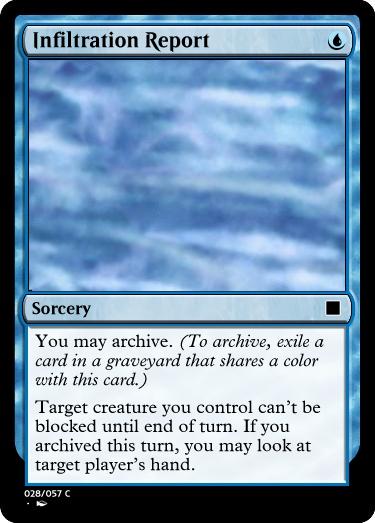 Infiltration Report
Sorcery
You may archive. (To archive, exile a
card in a graveyard that shares a color
with this card.)
Target creature you control can't be
blocked until end of turn. If you
archived this turn, you may look at
target player's hand.
028/057 C